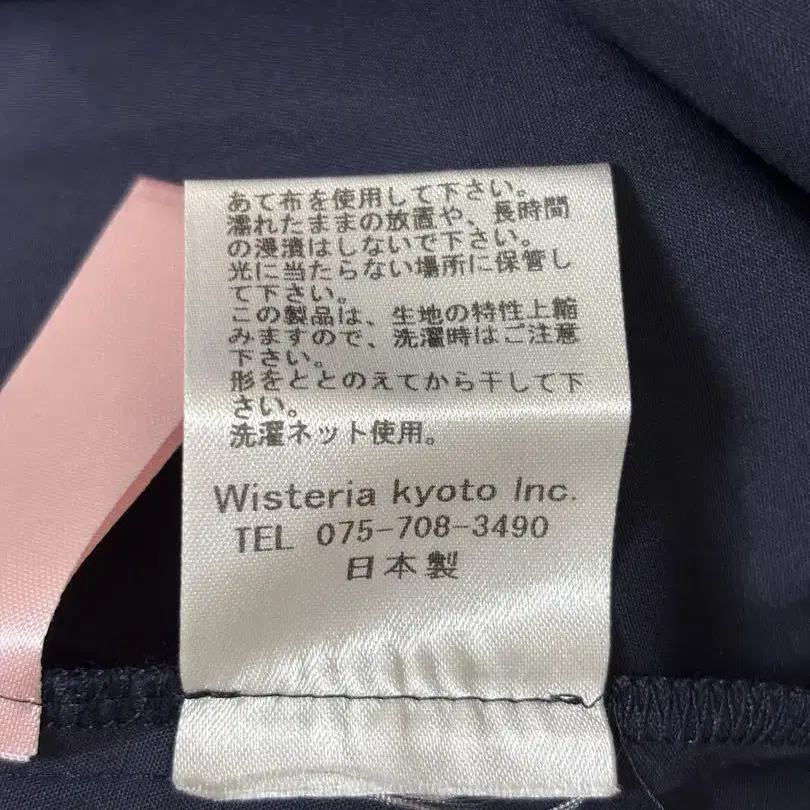 あて布を使用して下さい。
濡れたままの放置や、長時間
の浸漬はしないで下さい。
光に当たらない場所に保管し
て下さい。
この製品は、生地の特性上縮
みますので、洗濯時はご注意
下さい。
形をととのえてから干して下
さい。
洗濯ネット使用。
Wisteria kyoto Inc.
TEL 075-708-3490
日本製